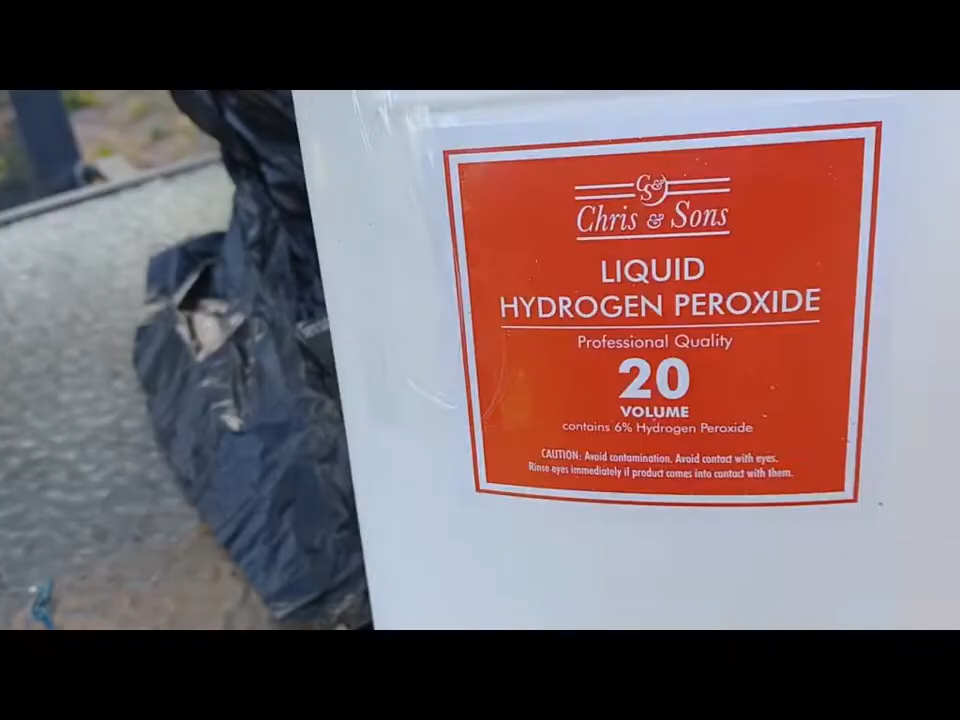 CS&
Chris & Sons
LIQUID
HYDROGEN PEROXIDE
Professional Quality
20
VOLUME
contains 6% Hydrogen Peroxide
CAUTION: Avoid contamination. Avoid contact with eyes.
Rinse eyes immediately if product comes into contact with them.